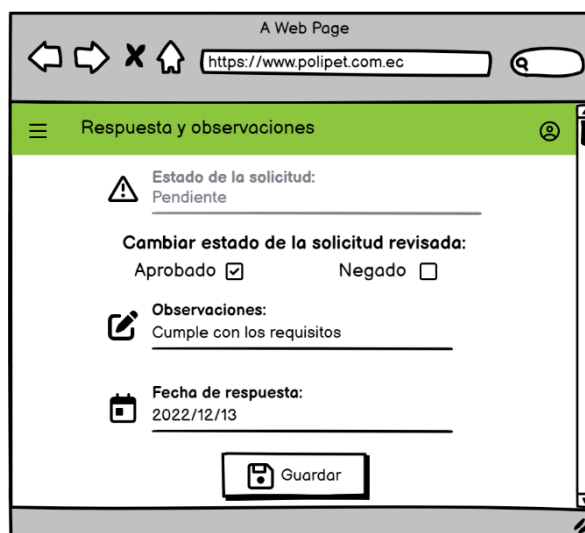 A Web Page
https://www.polipet.com.ec
Respuesta y observaciones
Estado de la solicitud:
Pendiente
Cambiar estado de la solicitud revisada:
Aprobado Negado
Observaciones:
Cumple con los requisitos
Fecha de respuesta:
2022/12/13
Guardar